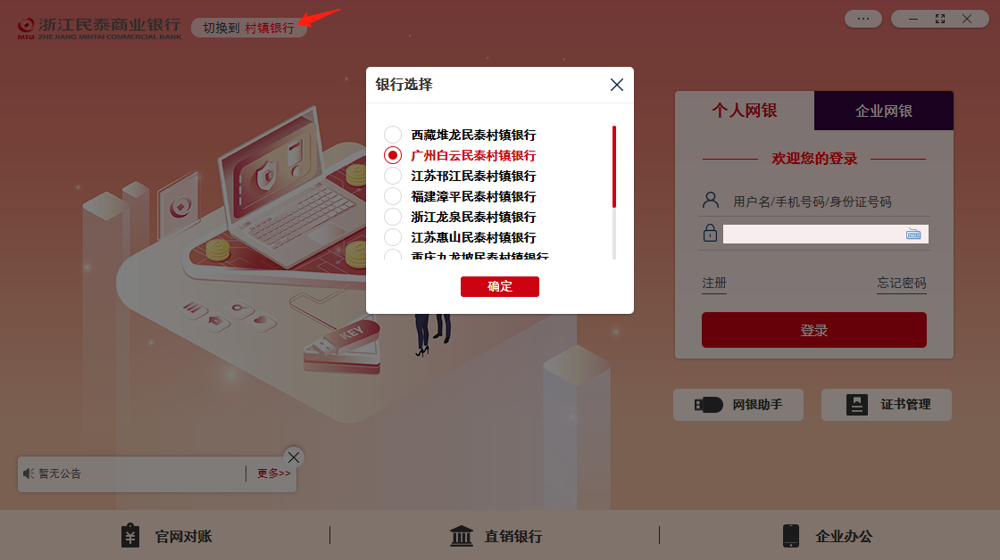 浙江民泰商业银行
MTB ZHEJIANG MINTAI COMMERCIAL BANK
切换到 村镇银行
银行选择
西藏堆龙民泰村镇银行
广州白云民泰村镇银行
江苏邗江民泰村镇银行
福建漳平民泰村镇银行
浙江龙泉民泰村镇银行
江苏惠山民泰村镇银行
重庆九龙坡民泰村镇银行
确定
个人网银
企业网银
欢迎您的登录
用户名/手机号码/身份证号码
注册
忘记密码
登录
网银助手
证书管理
KEY
暂无公告
更多>>
官网对账
直销银行
企业办公